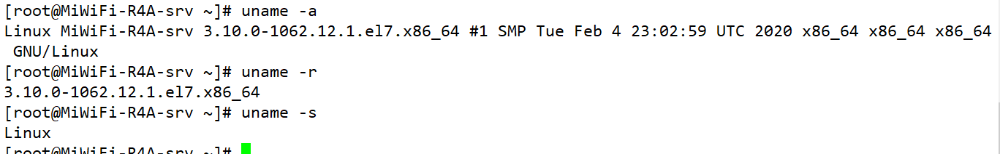 [root@MiWiFi-R4A-srv ~]# uname -a
Linux MiWiFi-R4A-srv 3.10.0-1062.12.1.el7.x86_64 #1 SMP Tue Feb 4 23:02:59 UTC 2020 x86_64 x86_64 x86_64
 GNU/Linux
[root@MiWiFi-R4A-srv ~]# uname -r
3.10.0-1062.12.1.el7.x86_64
[root@MiWiFi-R4A-srv ~]# uname -s
Linux
[root@MiWiFi-R4A-srv ~]#